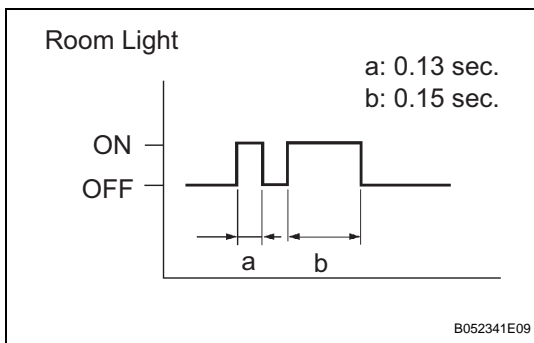 Room Light
a: 0.13 sec.
b: 0.15 sec.
ON
OFF
a b
B052341E09